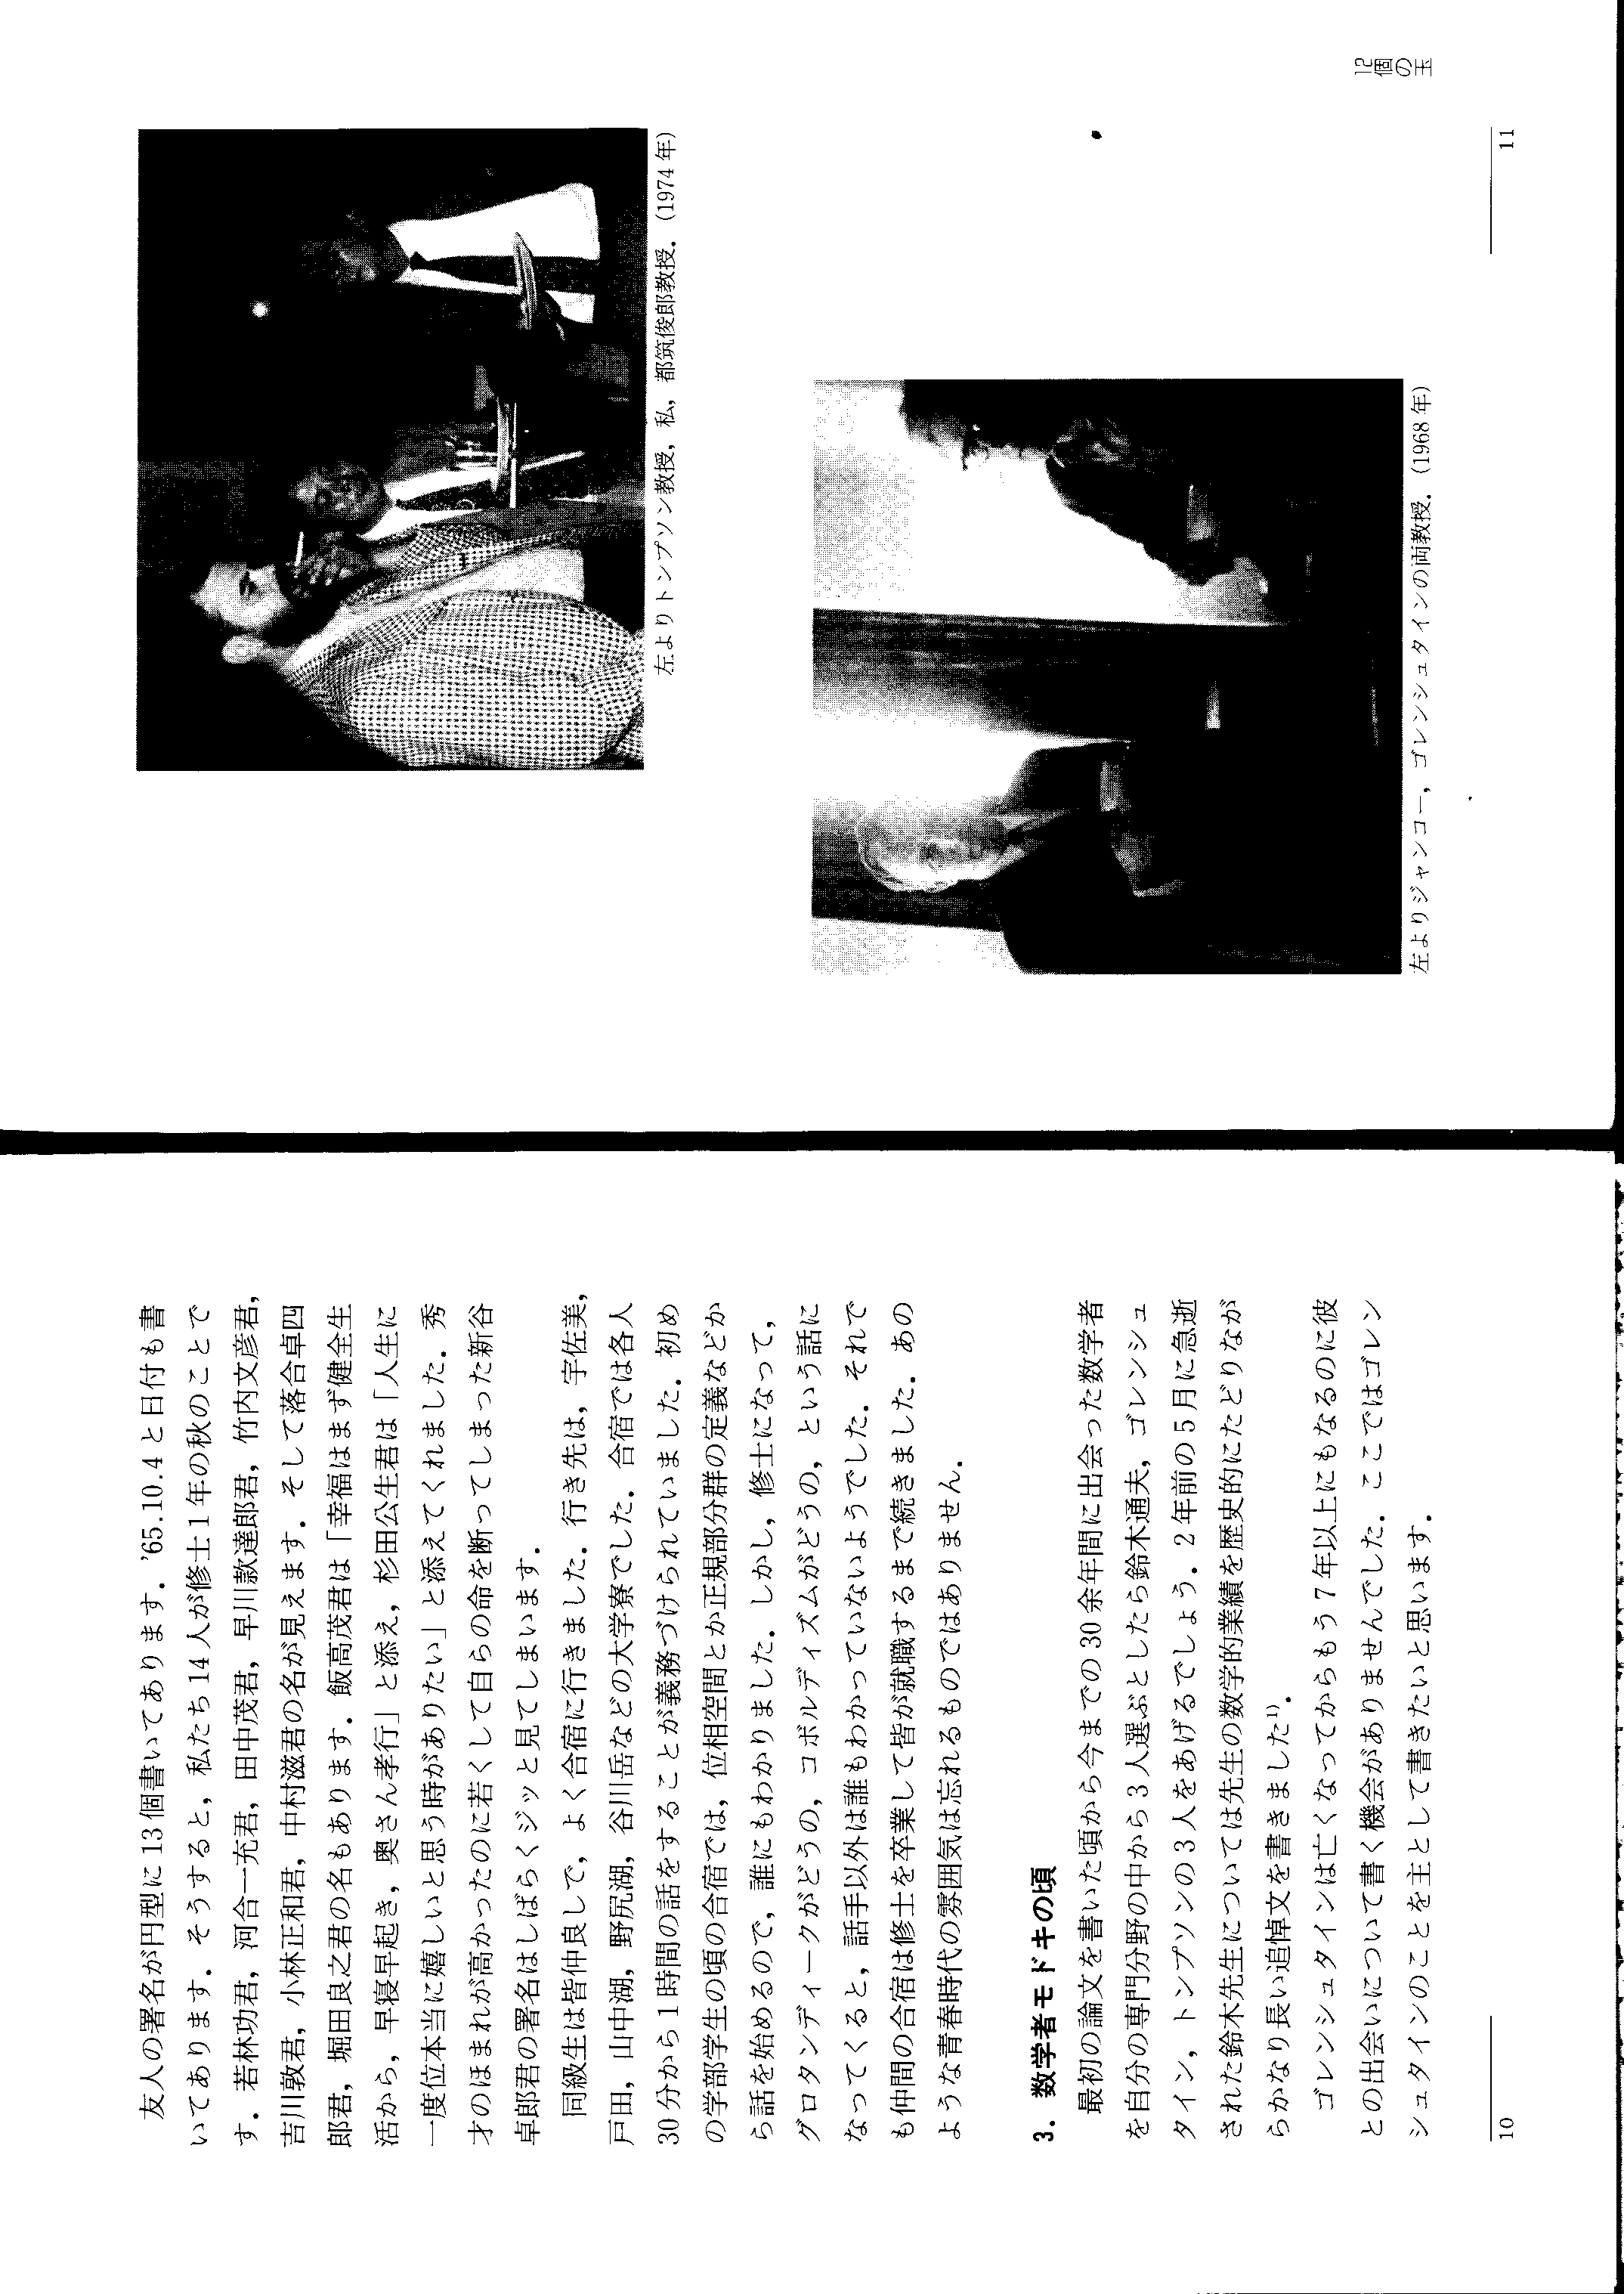 友人の署名が円型に13個書いてあります．'65.10.4と日付も書
いてあります．そうすると，私たち14人が修士1年の秋のことで
す．若林功君，河合一充君，田中茂君，早川款達郎君，竹内文彦君，
吉川敦君，小林正和君，中村滋君の名が見えます．そして落合卓四
郎君，堀田良之君の名もあります．飯高茂君は「幸福はまず健全生
活から，早寝早起き，奥さん孝行」と添え，杉田公生君は「人生に
一度位本当に嬉しいと思う時がありたい」と添えてくれました．秀
才のほまれが高かったのに若くして自らの命を断ってしまった新谷
卓郎君の署名はしばらくジッと見てしまいます．
同級生は皆仲良しで，よく合宿に行きました．行き先は，宇佐美，
戸田，山中湖，野尻湖，谷川岳などの大学寮でした．合宿では各人
30分から1時間の話をすることが義務づけられていました．初め
の学部学生の頃の合宿では，位相空間とか正規部分群の定義などか
ら話を始めるので，誰にもわかりました．しかし，修士になって，
グロタンディークがどうの，コボルディズムがどうの，という話に
なってくると，話手以外は誰もわかっていないようでした．それで
も仲間の合宿は修士を卒業して皆が就職するまで続きました．あの
ような青春時代の雰囲気は忘れるものではありません．
3．数学者モドキの頃
最初の論文を書いた頃から今までの30余年間に出会った数学者
を自分の専門分野の中から3人選ぶとしたら鈴木通夫，ゴレンシュ
タイン，トンプソンの3人をあげるでしょう．2年前の5月に急逝
された鈴木先生については先生の数学的業績を歴史的にたどりなが
らかなり長い追悼文を書きました1)．
ゴレンシュタインは亡くなってからもう7年以上にもなるのに彼
との出会いについて書く機会がありませんでした．ここではゴレン
シュタインのことを主として書きたいと思います．
10
左よりトンプソン教授，私，都筑俊郎教授．(1974年)
左よりジャンコー，ゴレンシュタインの両教授．(1968年)
12個の玉
11